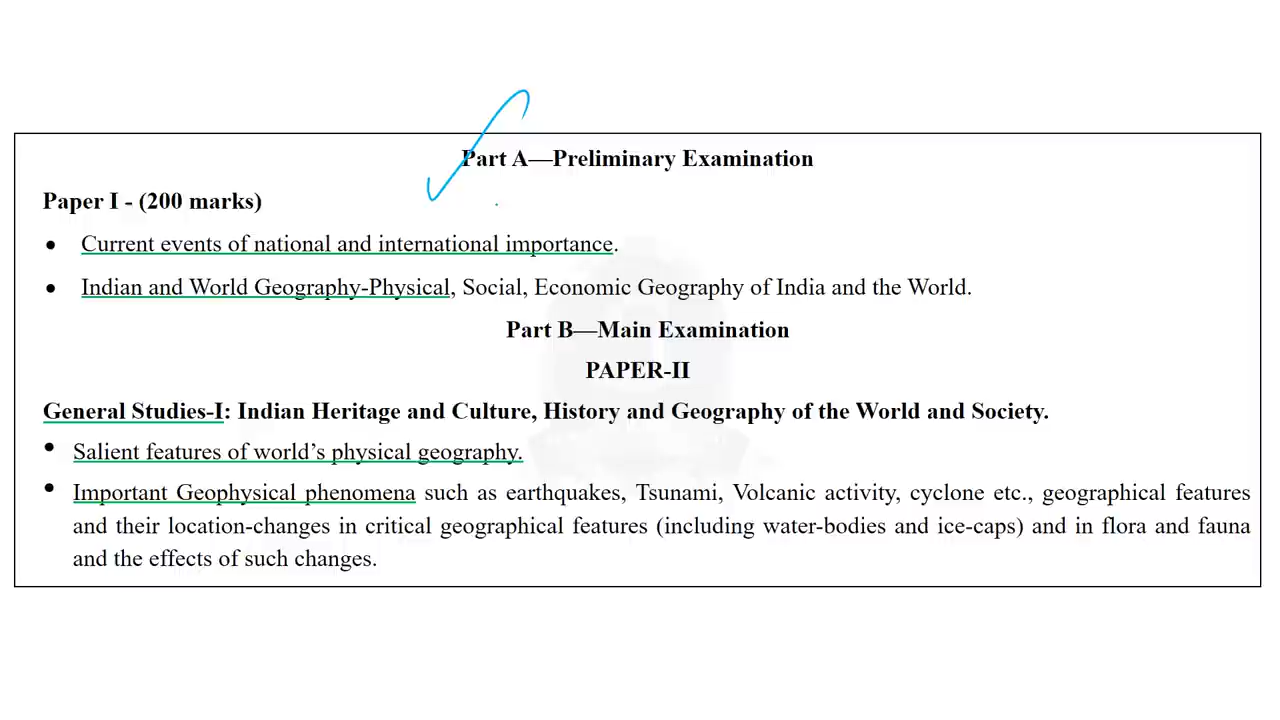 Part A—Preliminary Examination
Paper I - (200 marks)
• Current events of national and international importance.
• Indian and World Geography-Physical, Social, Economic Geography of India and the World.
Part B—Main Examination
PAPER-II
General Studies-I: Indian Heritage and Culture, History and Geography of the World and Society.
• Salient features of world’s physical geography.
• Important Geophysical phenomena such as earthquakes, Tsunami, Volcanic activity, cyclone etc., geographical features
and their location-changes in critical geographical features (including water-bodies and ice-caps) and in flora and fauna
and the effects of such changes.